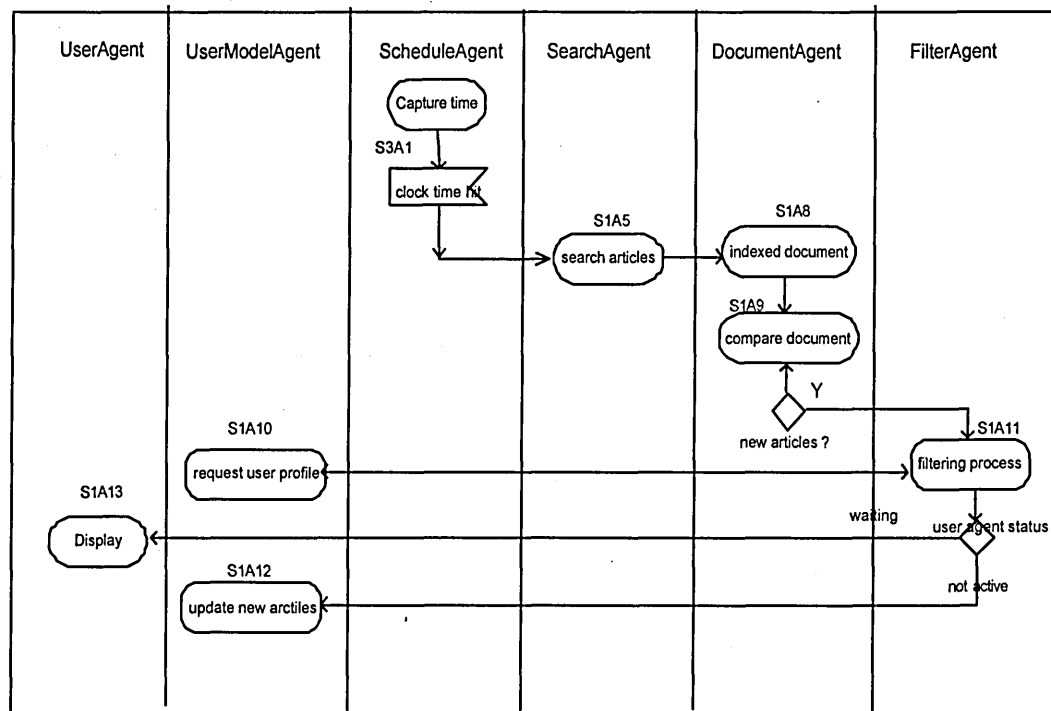 UserAgent
UserModelAgent
ScheduleAgent
SearchAgent
DocumentAgent
FilterAgent
Capture time
S3A1
clock time hit
S1A5
search articles
S1A8
indexed document
S1A9
compare document
Y
new articles ?
S1A11
filtering process
S1A10
request user profile
S1A13
Display
waiting
user agent status
S1A12
update new arctiles
not active